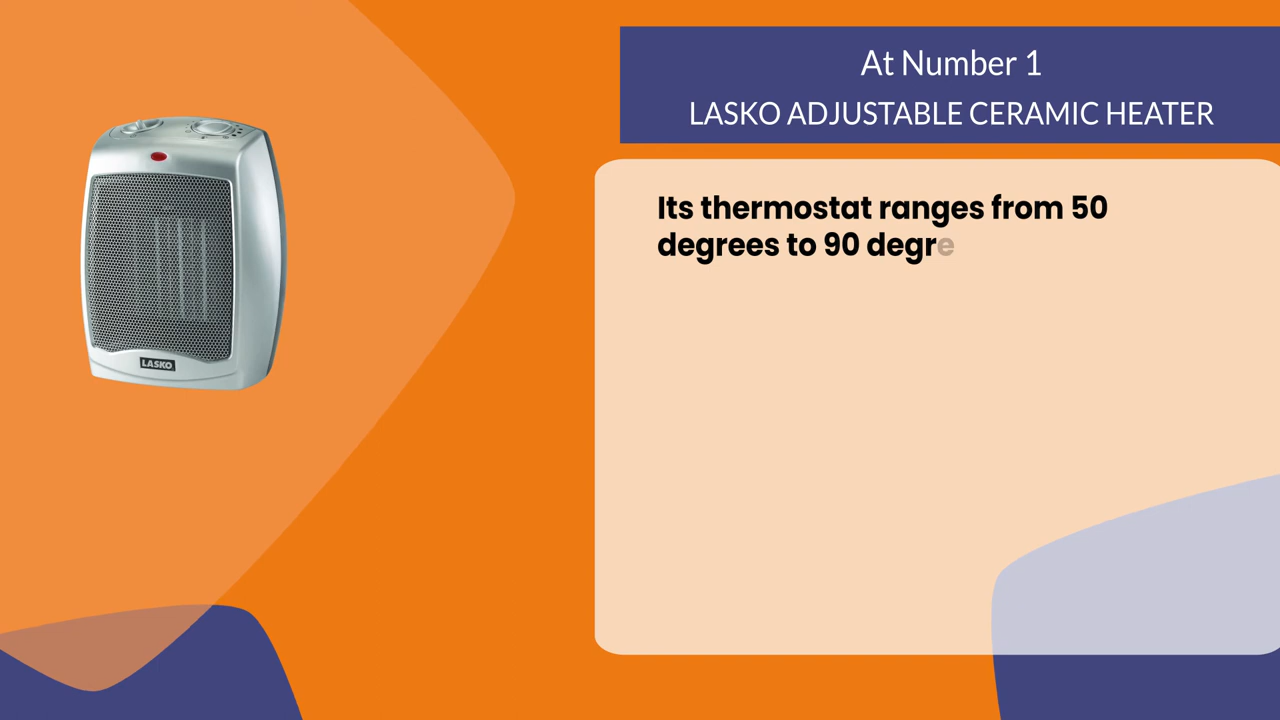 At Number 1
LASKO ADJUSTABLE CERAMIC HEATER
Its thermostat ranges from 50
degrees to 90 degre
LASKO